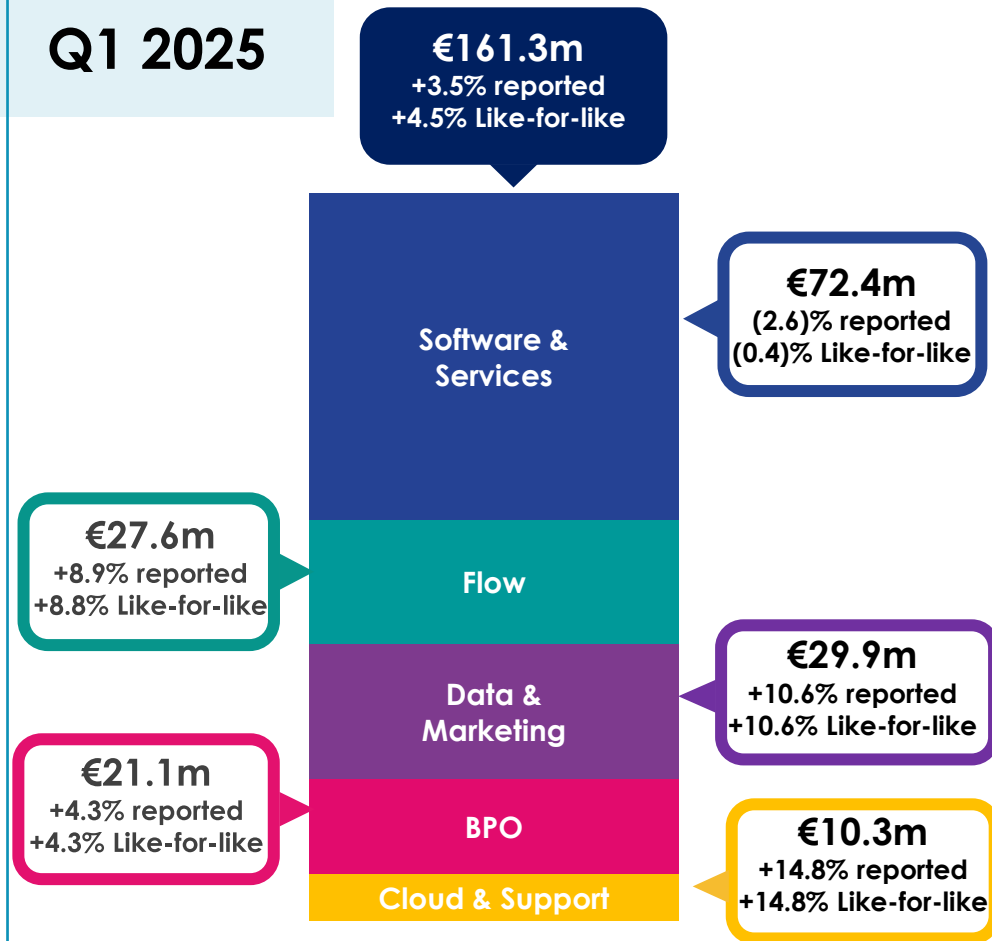 Q1 2025
€161.3m
+3.5% reported
+4.5% Like-for-like
Software &
Services
€72.4m
(2.6)% reported
(0.4)% Like-for-like
€27.6m
+8.9% reported
+8.8% Like-for-like
Flow
Data &
Marketing
€29.9m
+10.6% reported
+10.6% Like-for-like
€21.1m
+4.3% reported
+4.3% Like-for-like
BPO
Cloud & Support
€10.3m
+14.8% reported
+14.8% Like-for-like